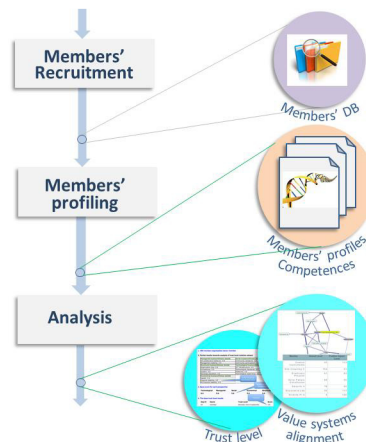 Members'
Recruitment
Members' DB
Members'
profiling
Members' profiles
Competences
Analysis
Trust level
Value systems
alignment